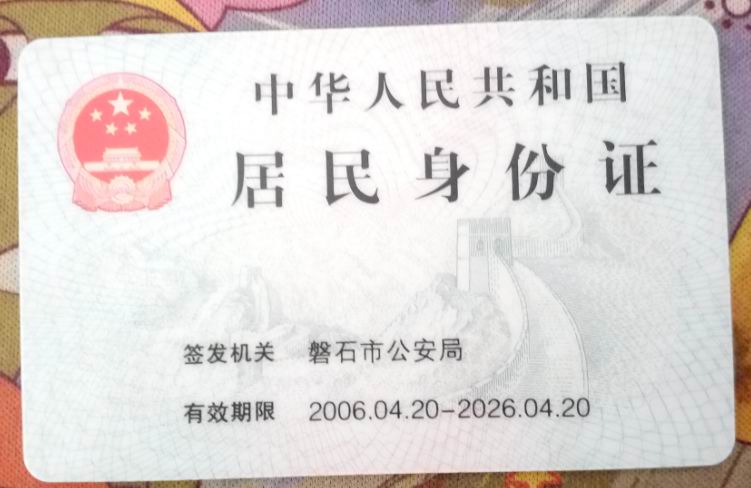 中华人民共和国
居民身份证
签发机关 磐石市公安局
有效期限 2006.04.20-2026.04.20